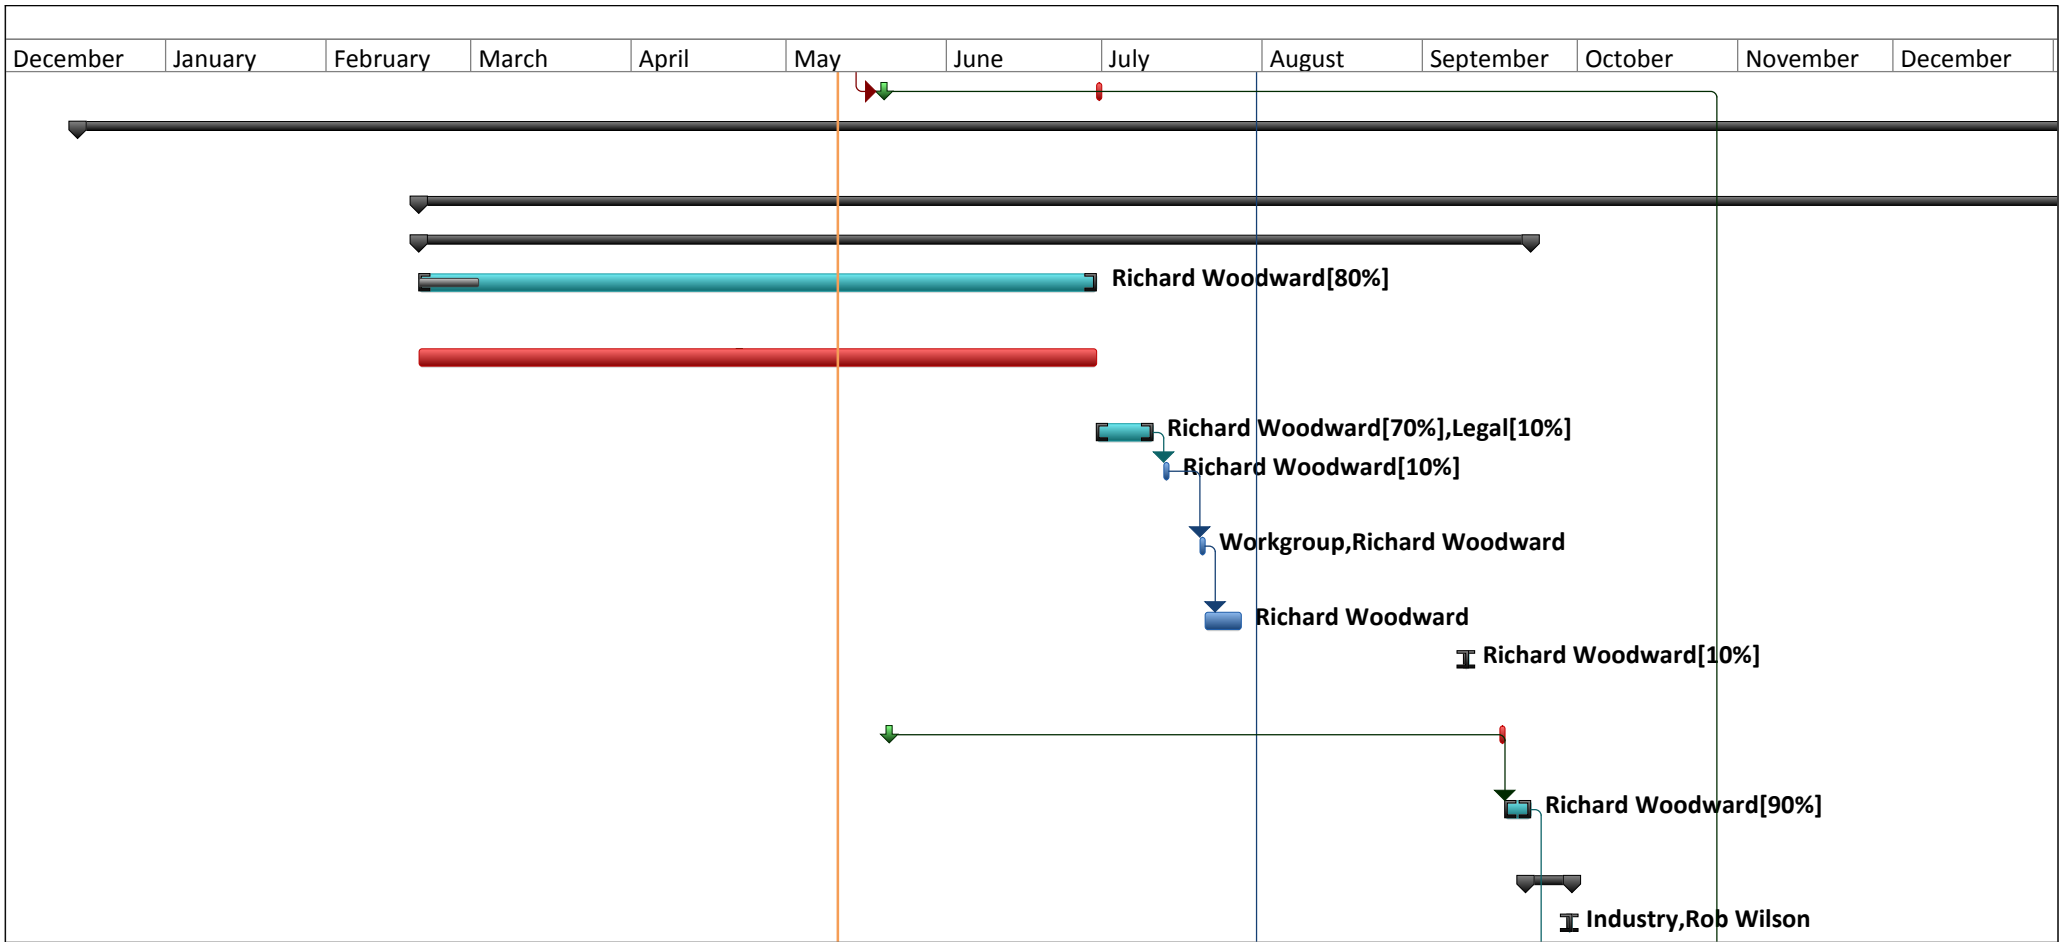 December January February March April May June July August September October November December
Richard Woodward[80%]
Richard Woodward[70%],Legal[10%]
Richard Woodward[10%]
Workgroup,Richard Woodward
Richard Woodward
Richard Woodward[10%]
Richard Woodward[90%]
Industry,Rob Wilson